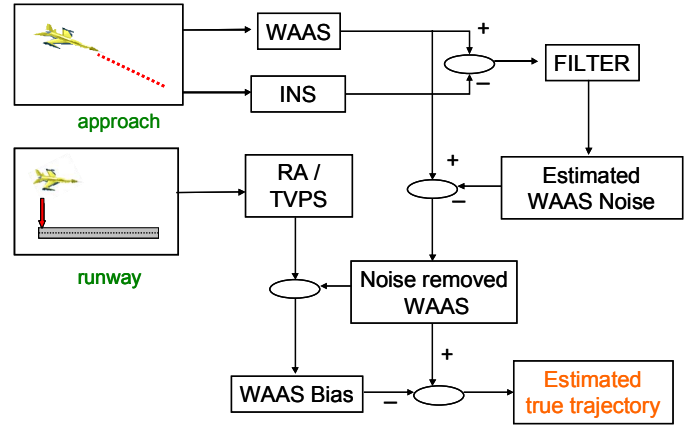 WAAS
+
−
FILTER
INS
approach
RA /
TVPS
+
−
Estimated
WAAS Noise
runway
Noise removed
WAAS
+
WAAS Bias
−
Estimated
true trajectory